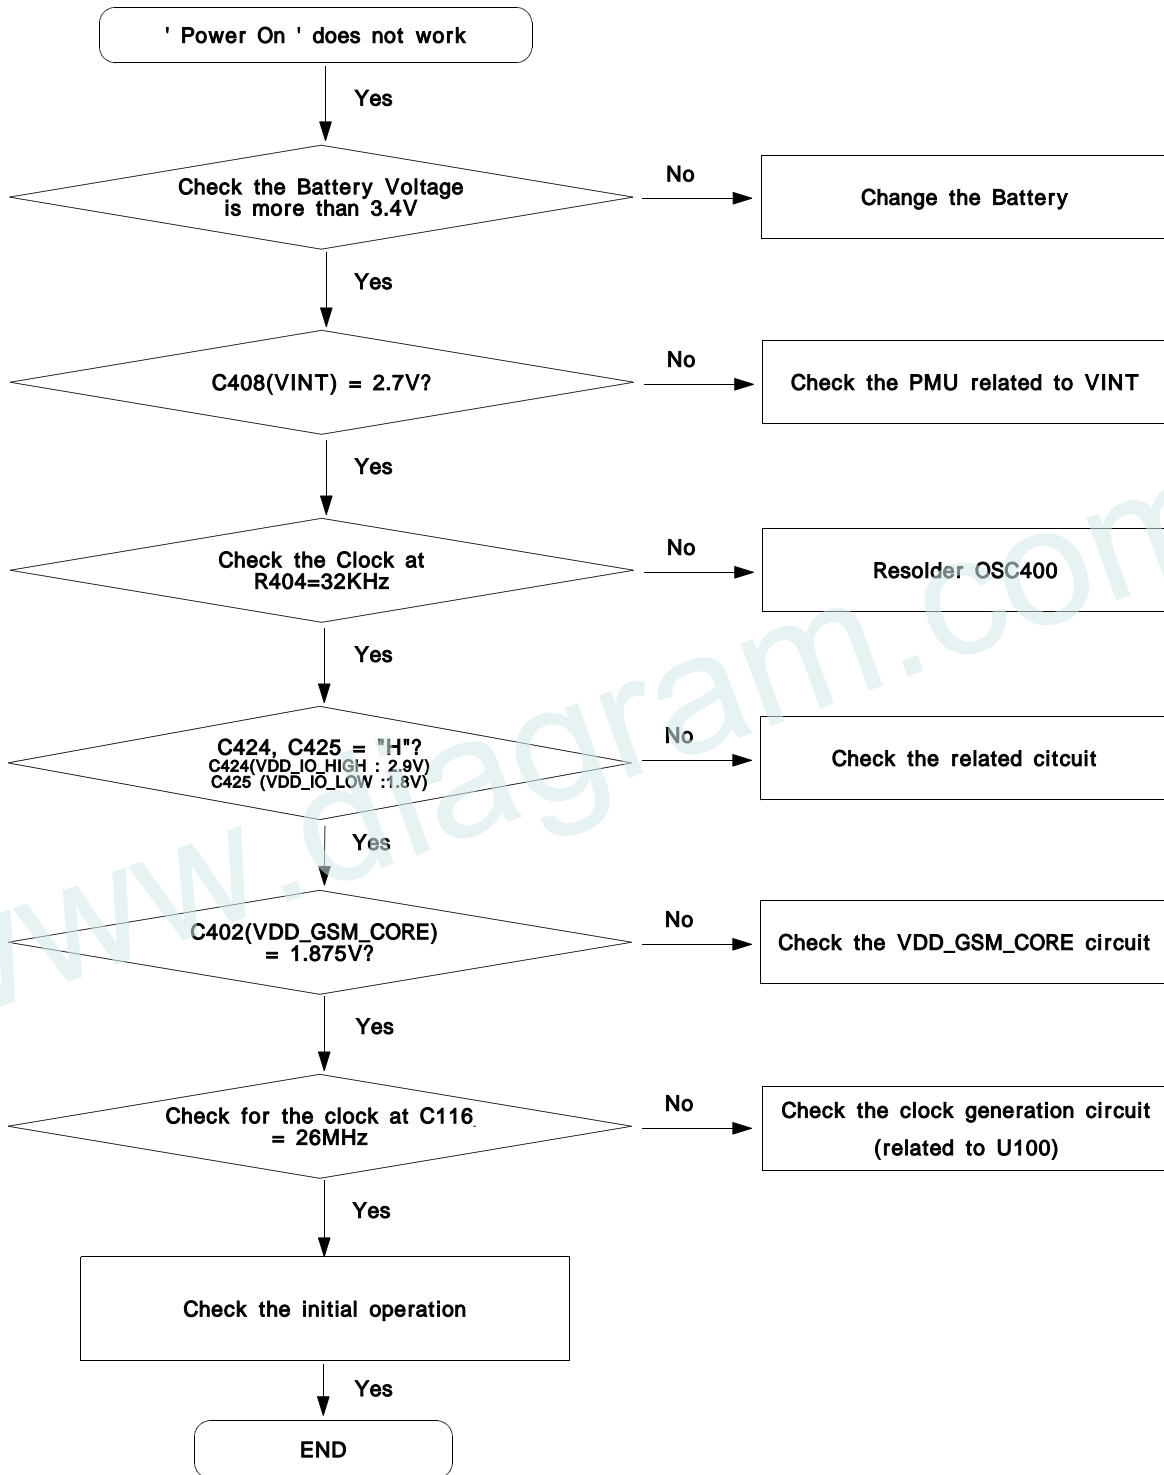 ' Power On ' does not work
Yes
Check the Battery Voltage
is more than 3.4V
No
Change the Battery
Yes
C408(VINT) = 2.7V?
No
Check the PMU related to VINT
Yes
Check the Clock at
R404=32KHz
No
Resolder OSC400
Yes
C424, C425 = "H"?
C424(VDD_IO_HIGH : 2.9V)
C425 (VDD_IO_LOW :1.8V)
No
Check the related citcuit
Yes
C402(VDD_GSM_CORE)
= 1.875V?
No
Check the VDD_GSM_CORE circuit
Yes
Check for the clock at C116
= 26MHz
No
Check the clock generation circuit
(related to U100)
Yes
Check the initial operation
Yes
END
www.diagram.com